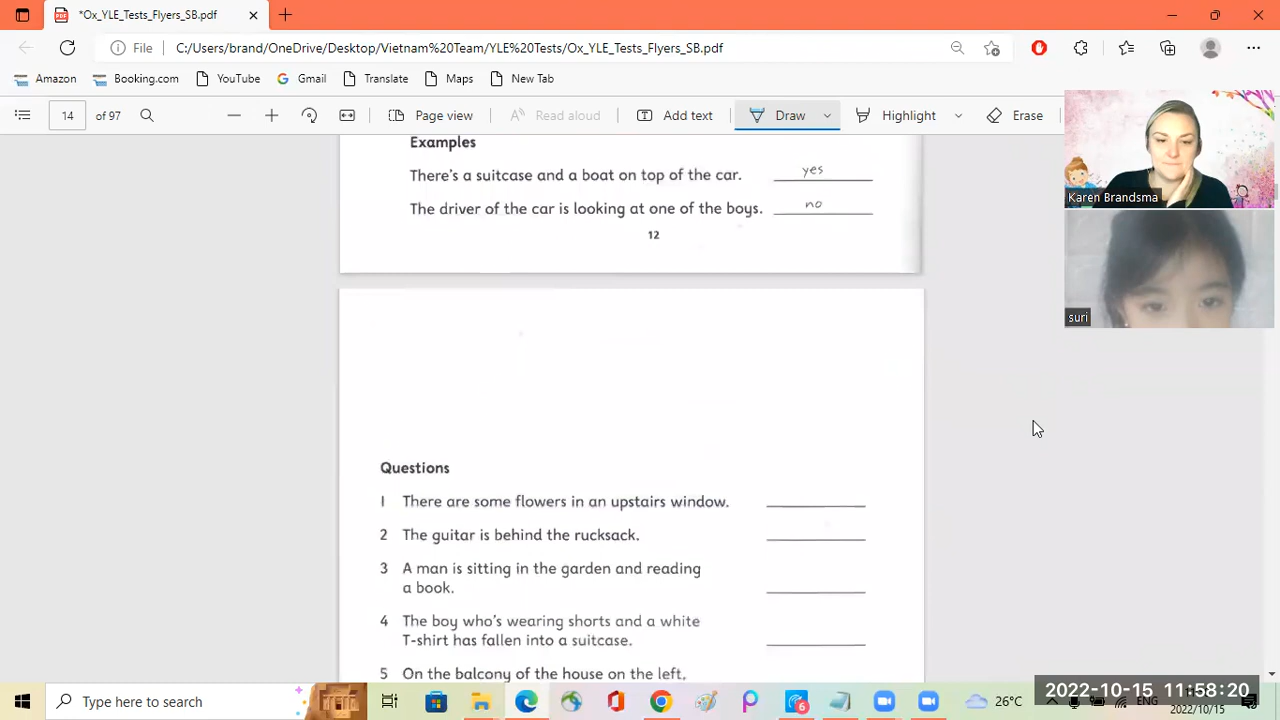 *Ox_YLE_Tests_Flyers_SB.pdf
File C:/Users/brand/OneDrive/Desktop/Vietnam%20Team/YLE%20Tests/Ox_YLE_Tests_Flyers_SB.pdf
Amazon Booking.com YouTube Gmail Translate Maps New Tab
14 of 97 Page view Read aloud Add text Draw Highlight Erase
Karen Brandsma
suri
Examples
There's a suitcase and a boat on top of the car. yes
The driver of the car is looking at one of the boys. no
12
Questions
1 There are some flowers in an upstairs window.
2 The guitar is behind the rucksack.
3 A man is sitting in the garden and reading
a book.
4 The boy who's wearing shorts and a white
T-shirt has fallen into a suitcase.
5 On the balcony of the house on the left,
Type here to search
6
26°C
ENG
2022-10-15 11:58:20
2022/10/15